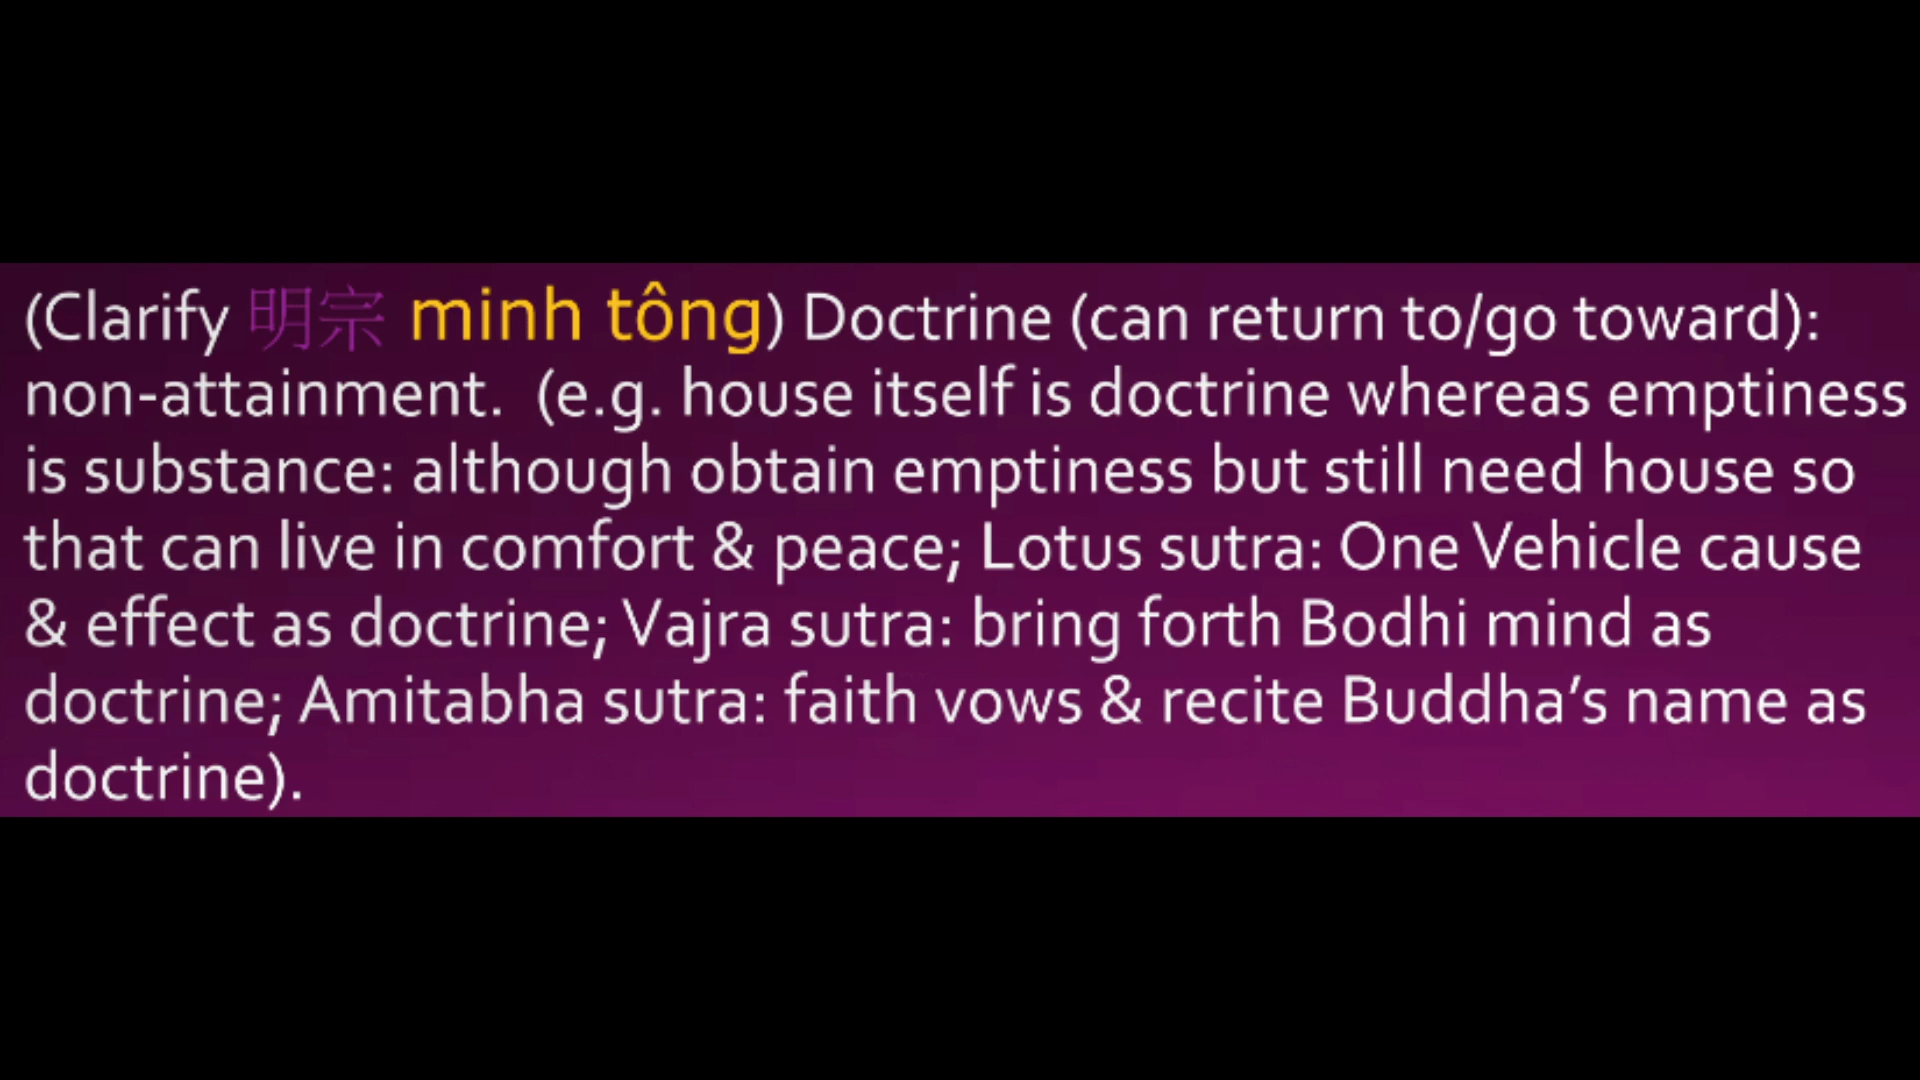 (Clarify 明宗 minh tông) Doctrine (can return to/go toward):
non-attainment.  (e.g. house itself is doctrine whereas emptiness
is substance: although obtain emptiness but still need house so
that can live in comfort & peace; Lotus sutra: One Vehicle cause
& effect as doctrine; Vajra sutra: bring forth Bodhi mind as
doctrine; Amitabha sutra: faith vows & recite Buddha’s name as
doctrine).